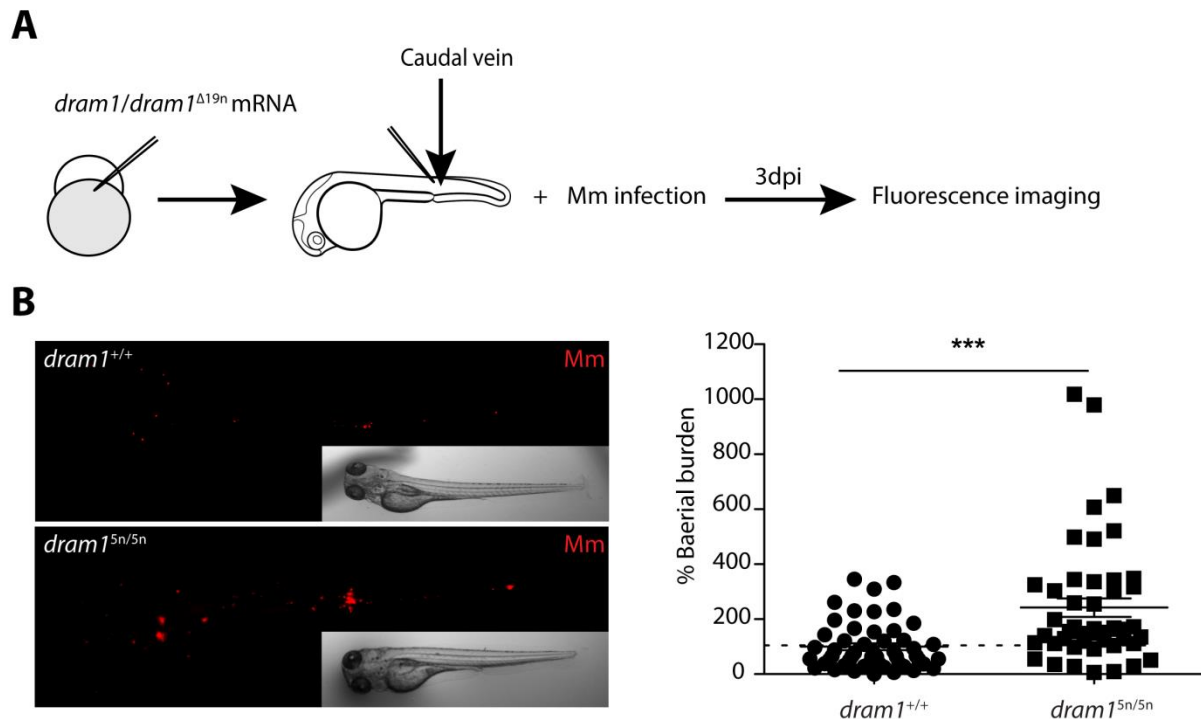 A
Caudal vein
dram1/dram1Δ19n mRNA
+ Mm infection
3dpi
Fluorescence imaging
B
dram1+/+ Mm
dram15n/5n Mm
% Baerial burden
1200
1000
800
600
400
200
0
***
dram1+/+
dram15n/5n